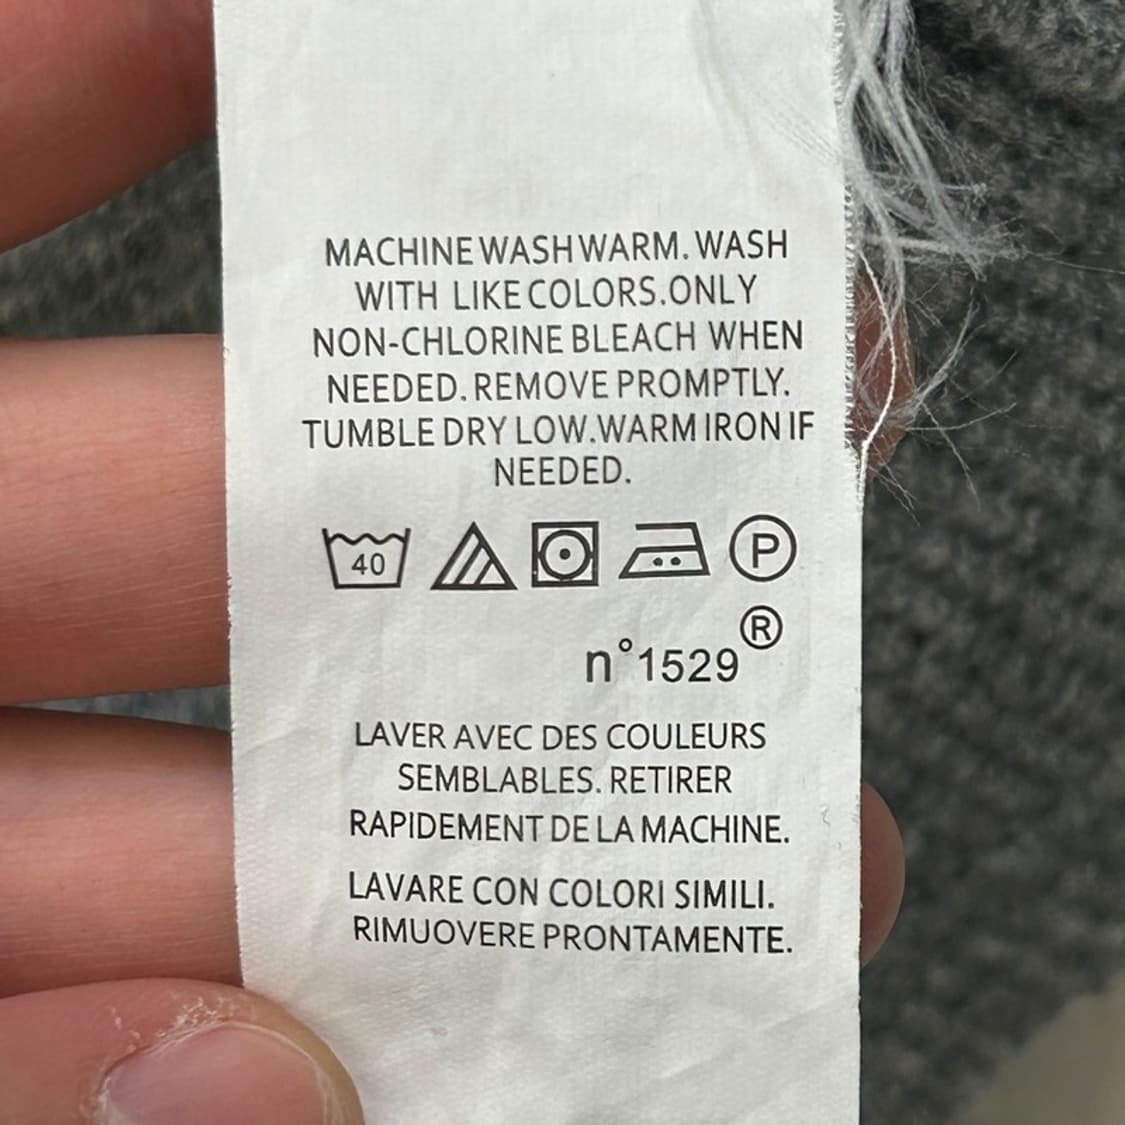 MACHINE WASH WARM. WASH
WITH LIKE COLORS.ONLY
NON-CHLORINE BLEACH WHEN
NEEDED. REMOVE PROMPTLY.
TUMBLE DRY LOW.WARM IRON IF
NEEDED.
40 P
n°1529®
LAVER AVEC DES COULEURS
SEMBLABLES. RETIRER
RAPIDEMENT DE LA MACHINE.
LAVARE CON COLORI SIMILI.
RIMUOVERE PRONTAMENTE.